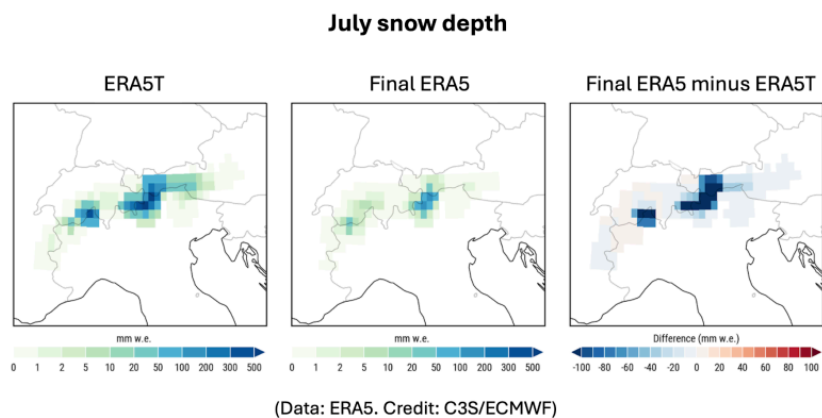 July snow depth
ERA5T
Final ERA5
Final ERA5 minus ERA5T
mm w.e.
0 1 2 5 10 20 50 100 200 300 500
mm w.e.
0 1 2 5 10 20 50 100 200 300 500
Difference (mm w.e.)
-100 -80 -60 -40 -20 0 20 40 60 80 100
(Data: ERA5. Credit: C3S/ECMWF)